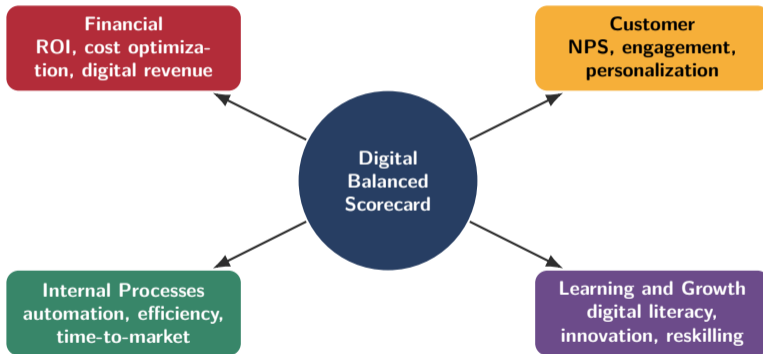 Financial
ROI, cost optimiza-
tion, digital revenue
Customer
NPS, engagement,
personalization
Digital
Balanced
Scorecard
Internal Processes
automation, efficiency,
time-to-market
Learning and Growth
digital literacy,
innovation, reskilling